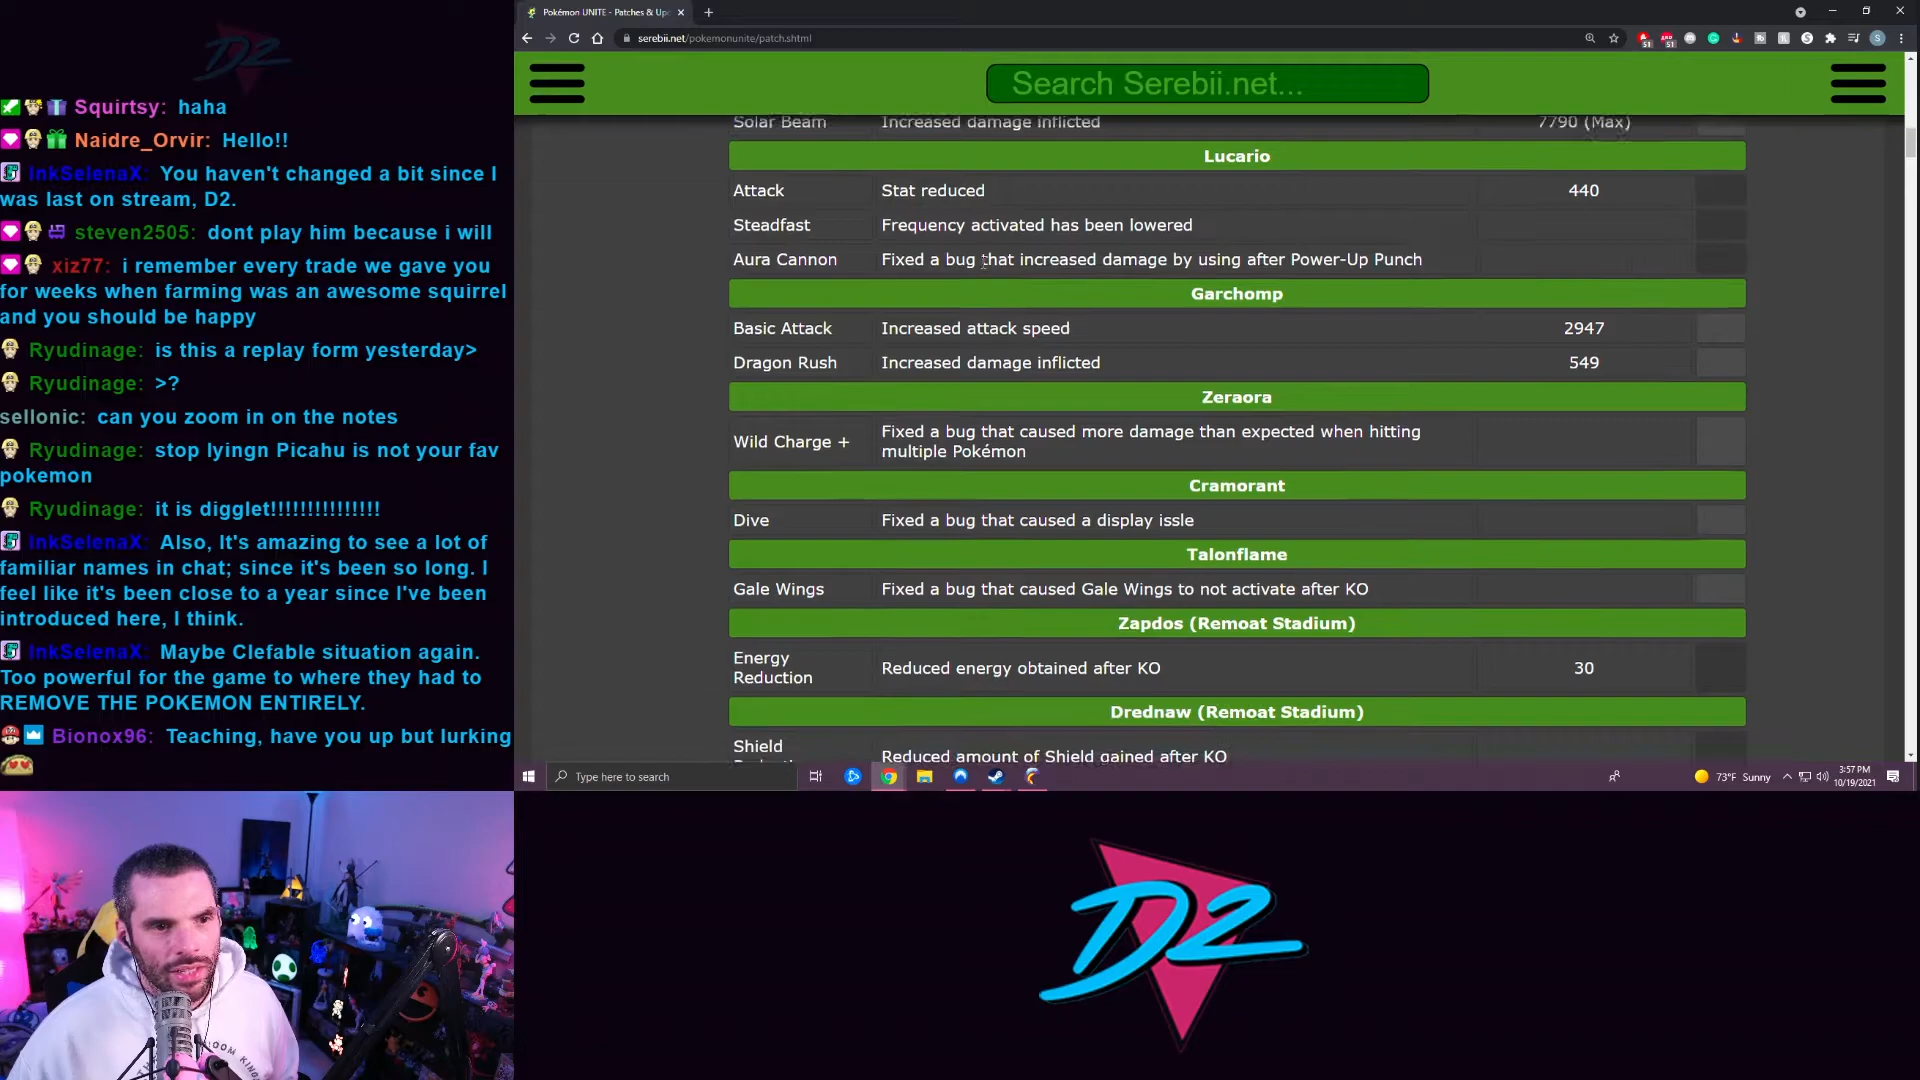 D2
Squirtsy: haha
Naidre_Orvir: Hello!!
InkSelenaX: You haven't changed a bit since I
was last on stream, D2.
steven2505: dont play him because i will
xiz77: i remember every trade we gave you
for weeks when farming was an awesome squirrel
and you should be happy
Ryudinage: is this a replay form yesterday>
Ryudinage: >?
sellonic: can you zoom in on the notes
Ryudinage: stop lyingn Picahu is not your fav
pokemon
Ryudinage: it is digglet!!!!!!!!!!!!!!!
InkSelenaX: Also, It's amazing to see a lot of
familiar names in chat; since it's been so long. I
feel like it's been close to a year since I've been
introduced here, I think.
InkSelenaX: Maybe Clefable situation again.
Too powerful for the game to where they had to
REMOVE THE POKEMON ENTIRELY.
Bionox96: Teaching, have you up but lurking
Pokémon UNITE - Patches & Up
serebii.net/pokemonunite/patch.shtml
Search Serebii.net...
Solar Beam Increased damage inflicted 7790 (Max)
Lucario
Attack Stat reduced 440
Steadfast Frequency activated has been lowered
Aura Cannon Fixed a bug that increased damage by using after Power-Up Punch
Garchomp
Basic Attack Increased attack speed 2947
Dragon Rush Increased damage inflicted 549
Zeraora
Wild Charge + Fixed a bug that caused more damage than expected when hitting
multiple Pokémon
Cramorant
Dive Fixed a bug that caused a display issle
Talonflame
Gale Wings Fixed a bug that caused Gale Wings to not activate after KO
Zapdos (Remoat Stadium)
Energy
Reduction Reduced energy obtained after KO 30
Drednaw (Remoat Stadium)
Shield
Reduced amount of Shield gained after KO
Type here to search
73°F Sunny
3:57 PM
10/19/2021
D2